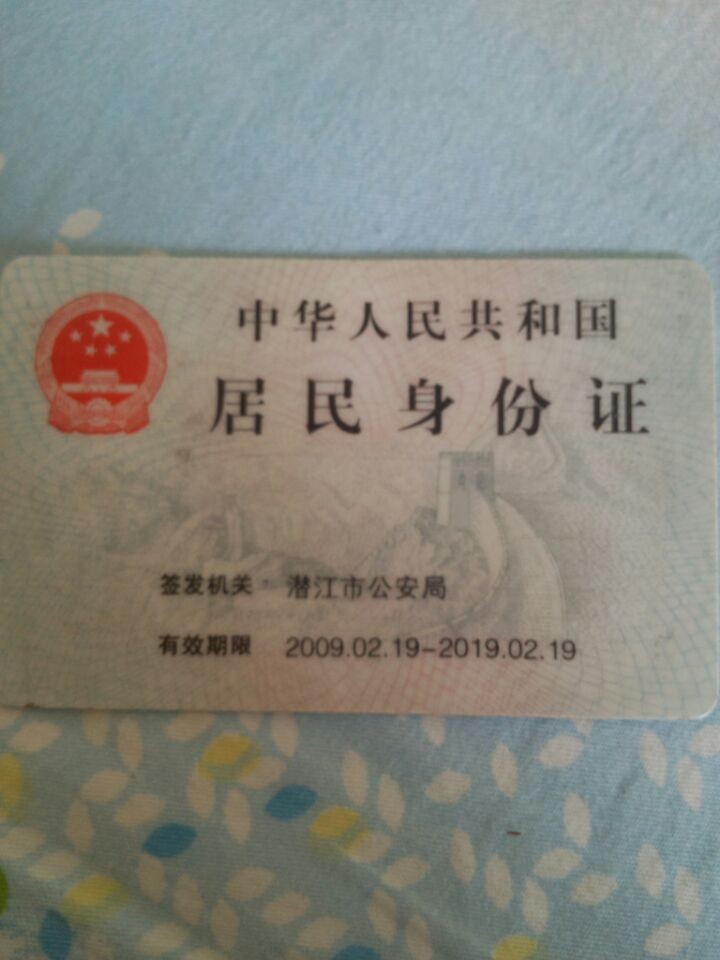 中华人民共和国
居民身份证
签发机关 潜江市公安局
有效期限 2009.02.19-2019.02.19